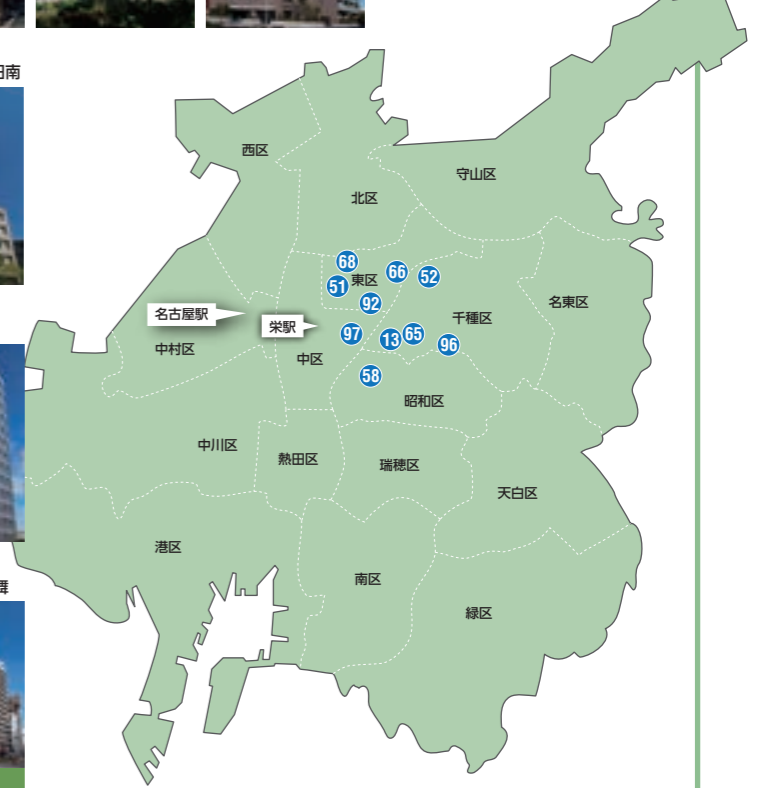 田南
西区
守山区
北区
68
66
52
東区
51
92
名東区
名古屋駅
千種区
栄駅
97
13
65
96
中村区
中区
58
昭和区
中川区
熱田区
瑞穂区
天白区
港区
南区
舞
緑区